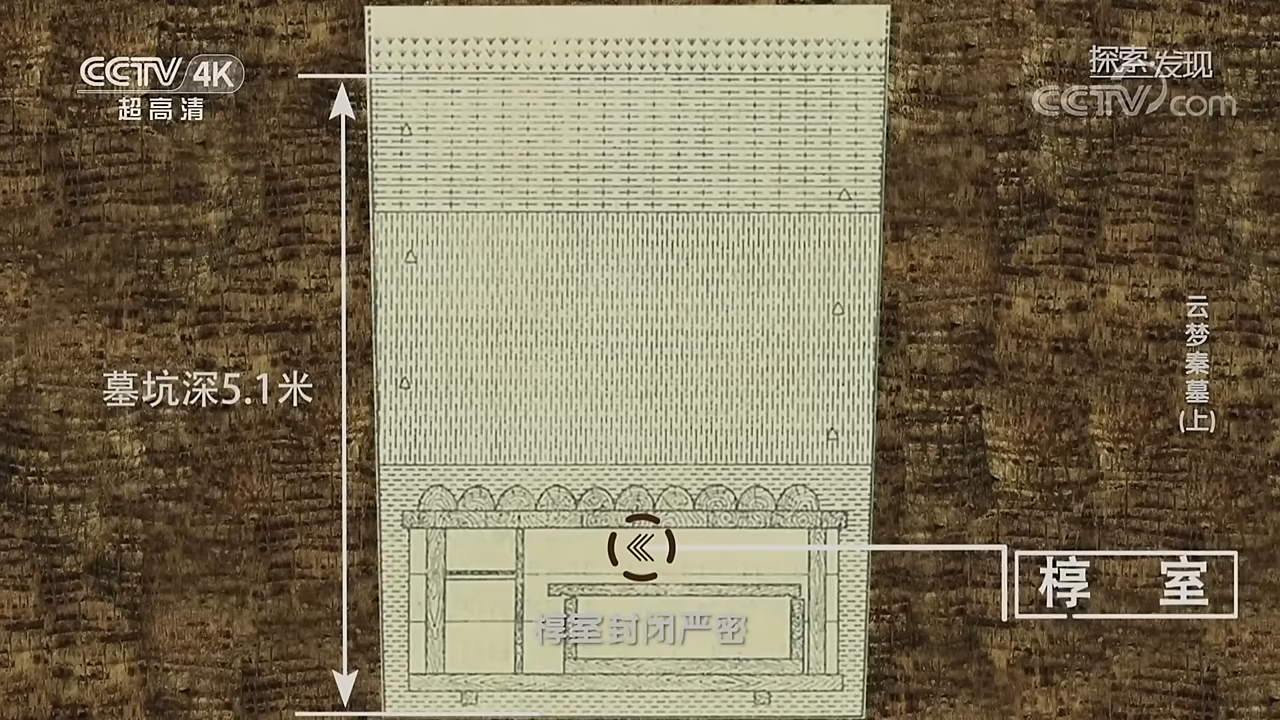 CCTV 4K
超高清
探索·发现
CCTV.com
云梦秦墓(上)
墓坑深5.1米
椁室
椁室封闭严密